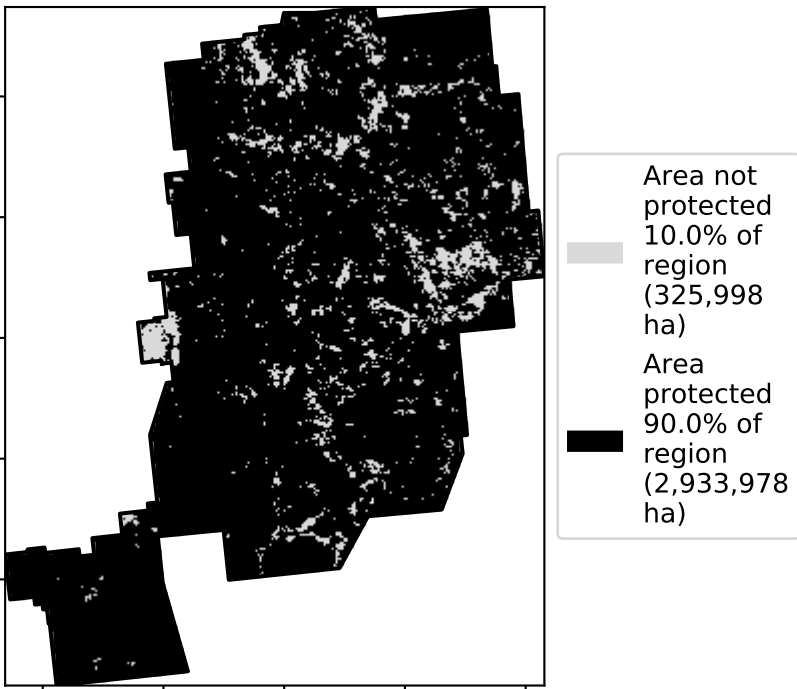 Area not
protected
10.0% of
region
(325,998
ha)
Area
protected
90.0% of
region
(2,933,978
ha)